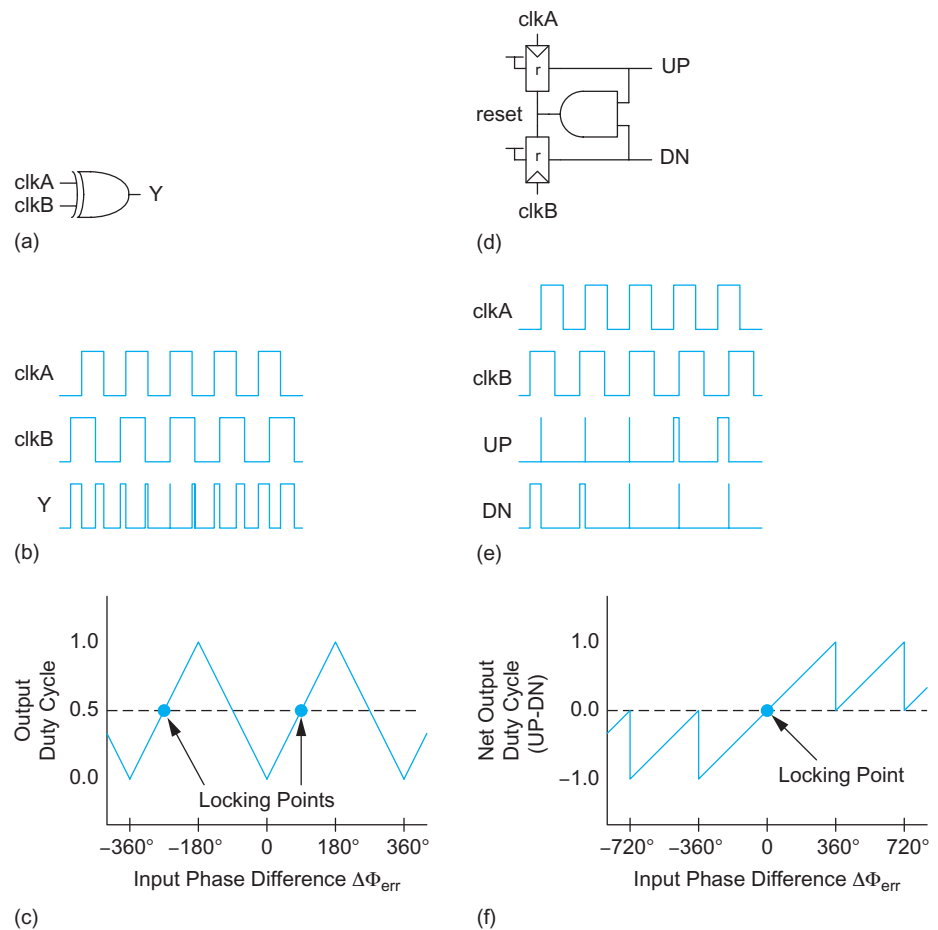 clkA
clkB
Y
(a)
clkA
r
UP
reset
r
DN
clkB
(d)
clkA
clkB
Y
(b)
clkA
clkB
UP
DN
(e)
Output
Duty Cycle
1.0
0.5
0.0
Locking Points
−360° −180° 0 180° 360°
Input Phase Difference ΔΦerr
(c)
Net Output
Duty Cycle
(UP-DN)
1.0
0.0
−1.0
Locking Point
−720° −360° 0 360° 720°
Input Phase Difference ΔΦerr
(f)